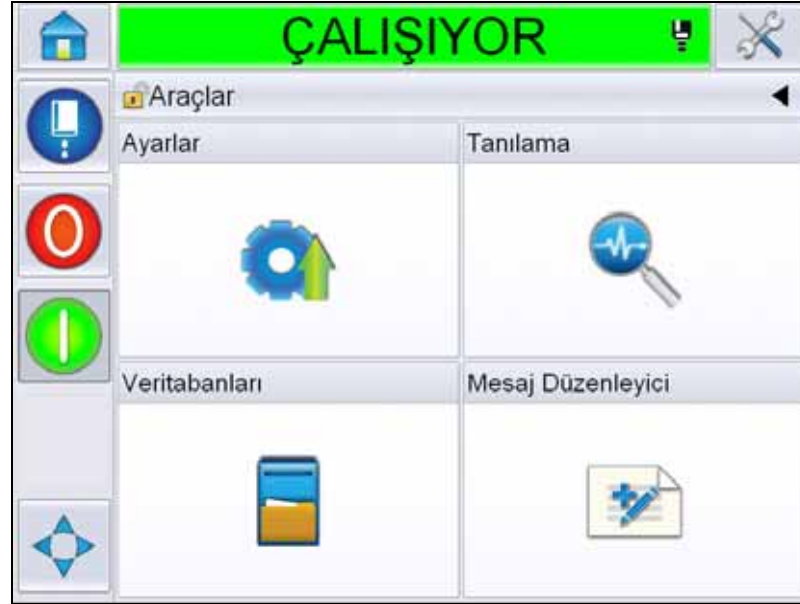 ÇALIŞIYOR
Araçlar
Ayarlar
Tanılama
Veritabanları
Mesaj Düzenleyici